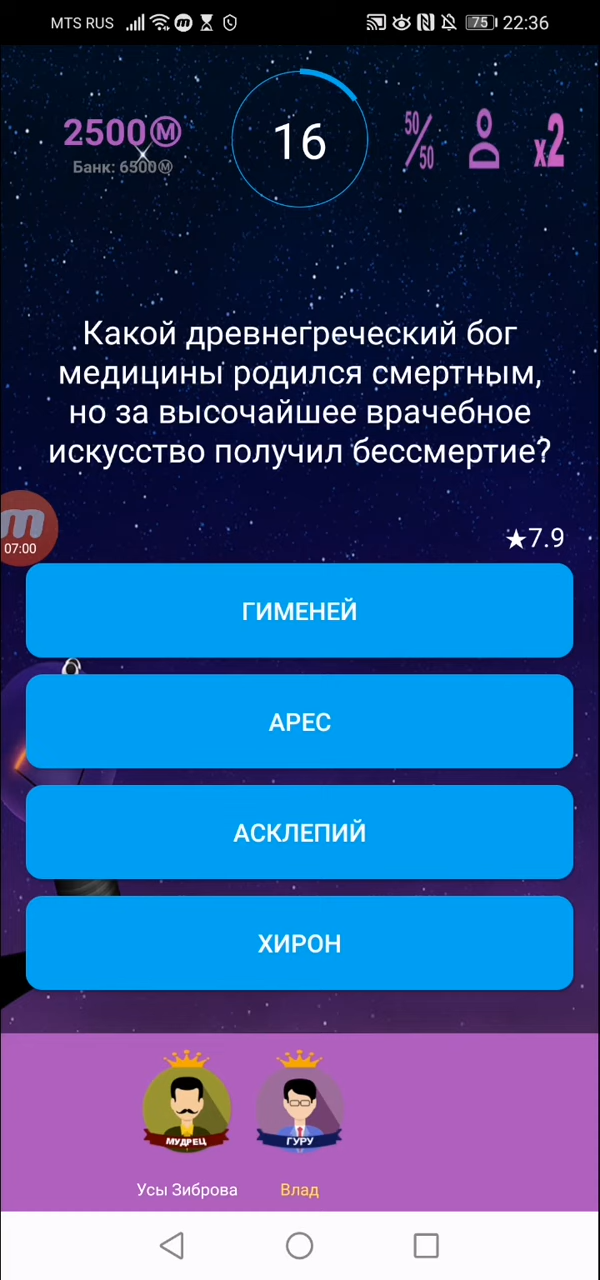 MTS RUS 75 22:36
2500Ⓜ
Банк: 6500Ⓜ
16
50/50
x2
Какой древнегреческий бог
медицины родился смертным,
но за высочайшее врачебное
искусство получил бессмертие?
m
07:00
★7.9
ГИМЕНЕЙ
АРЕС
АСКЛЕПИЙ
ХИРОН
МУДРЕЦ ГУРУ
Усы Зиброва Влад